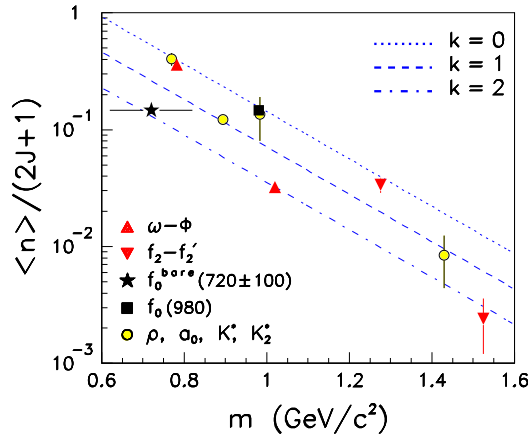 <n>/(2J+1)
1
10⁻¹
10⁻²
10⁻³
k = 0
k = 1
k = 2
ω−Φ
f₂−f₂′
f₀ᵇᵃʳᵉ(720±100)
f₀(980)
ρ, a₀, K*, K₂*
0.6 0.8 1 1.2 1.4 1.6
m (GeV/c²)